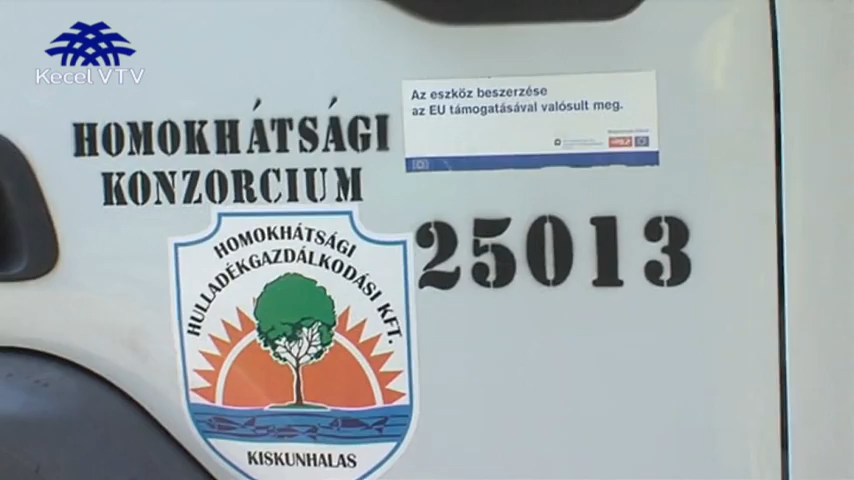 Kecel VTV
HOMOKHÁTSÁGI
KONZORCIUM
Az eszköz beszerzése
az EU támogatásával valósult meg.
25013
HOMOKHÁTSÁGI
HULLADÉKGAZDÁLKODÁSI KFT.
KISKUNHALAS